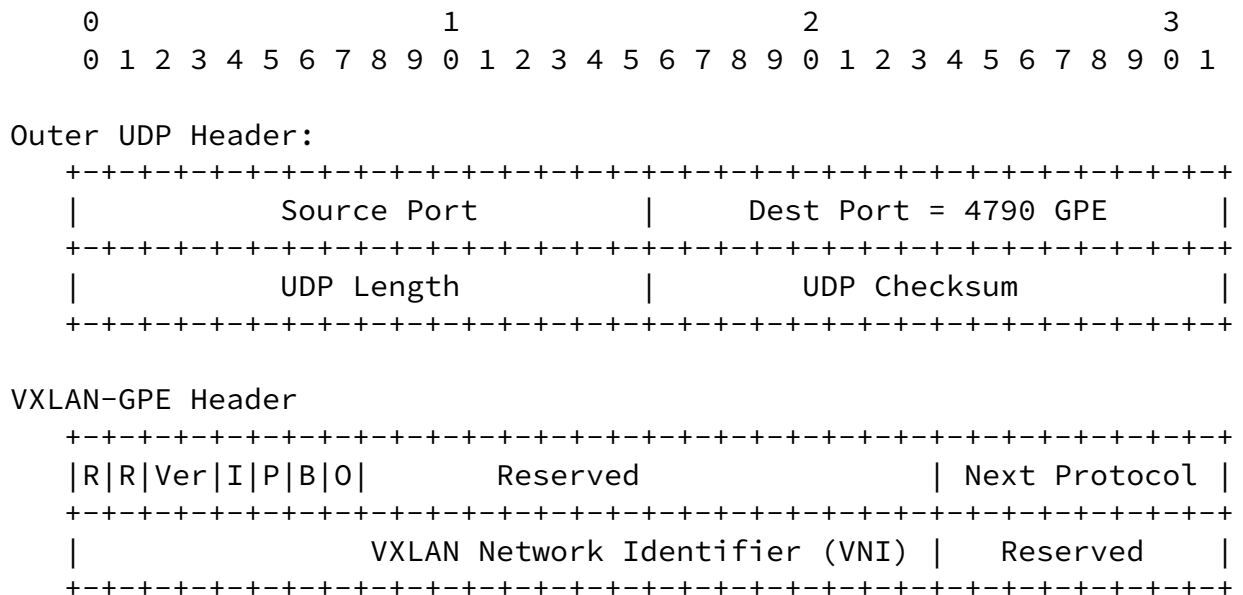 0                   1                   2                   3
    0 1 2 3 4 5 6 7 8 9 0 1 2 3 4 5 6 7 8 9 0 1 2 3 4 5 6 7 8 9 0 1

Outer UDP Header:
   +-+-+-+-+-+-+-+-+-+-+-+-+-+-+-+-+-+-+-+-+-+-+-+-+-+-+-+-+-+-+-+-+
   |           Source Port         |     Dest Port = 4790 GPE      |
   +-+-+-+-+-+-+-+-+-+-+-+-+-+-+-+-+-+-+-+-+-+-+-+-+-+-+-+-+-+-+-+-+
   |           UDP Length          |        UDP Checksum           |
   +-+-+-+-+-+-+-+-+-+-+-+-+-+-+-+-+-+-+-+-+-+-+-+-+-+-+-+-+-+-+-+-+

VXLAN-GPE Header
   +-+-+-+-+-+-+-+-+-+-+-+-+-+-+-+-+-+-+-+-+-+-+-+-+-+-+-+-+-+-+-+-+
   |R|R|Ver|I|P|B|O|       Reserved                | Next Protocol |
   +-+-+-+-+-+-+-+-+-+-+-+-+-+-+-+-+-+-+-+-+-+-+-+-+-+-+-+-+-+-+-+-+
   |                VXLAN Network Identifier (VNI) |   Reserved    |
   +-+-+-+-+-+-+-+-+-+-+-+-+-+-+-+-+-+-+-+-+-+-+-+-+-+-+-+-+-+-+-+-+